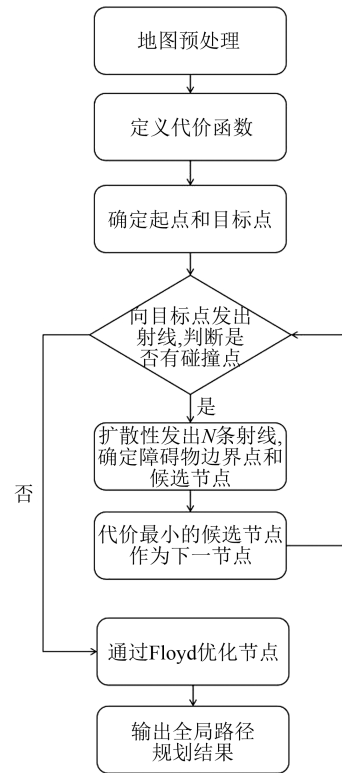 地图预处理
定义代价函数
确定起点和目标点
向目标点发出
射线,判断是
否有碰撞点
是
扩散性发出N条射线,
确定障碍物边界点和
候选节点
否
代价最小的候选节点
作为下一节点
通过Floyd优化节点
输出全局路径
规划结果